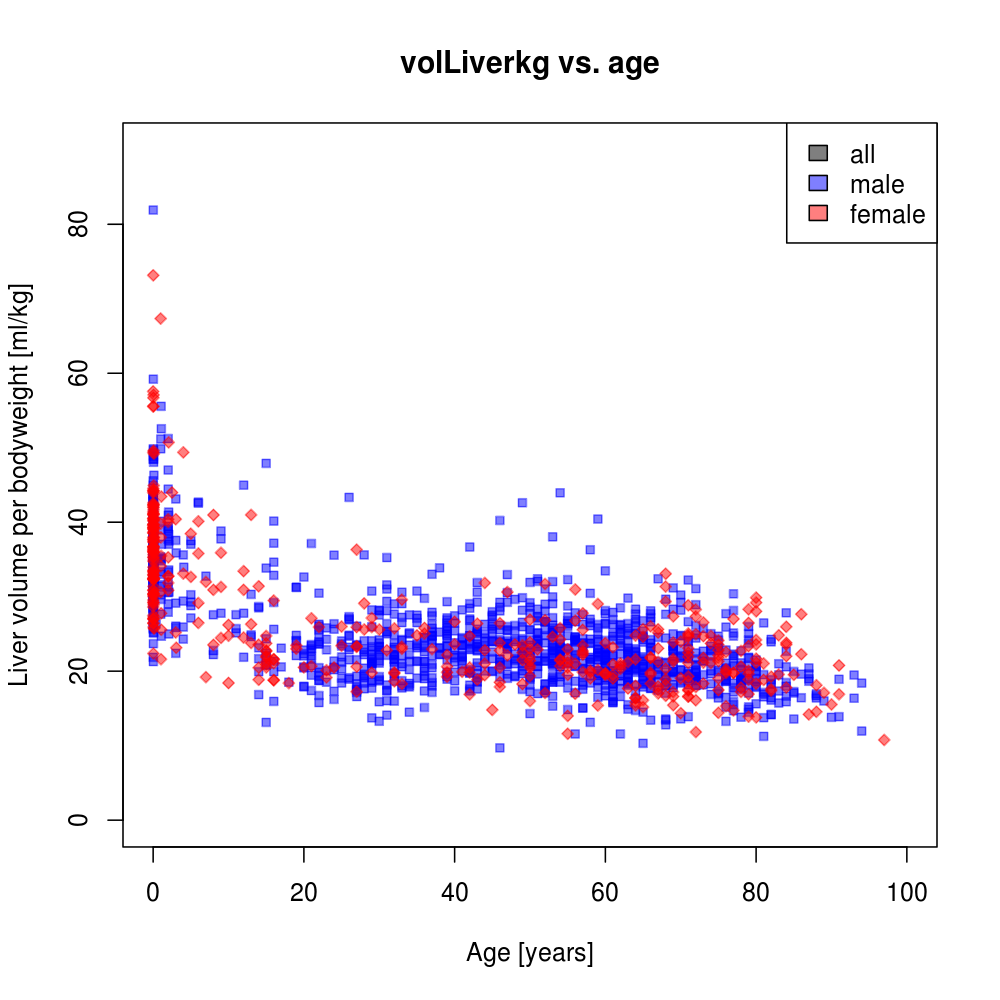 volLiverkg vs. age
all
male
female
Liver volume per bodyweight [ml/kg]
80
60
40
20
0
0 20 40 60 80 100
Age [years]